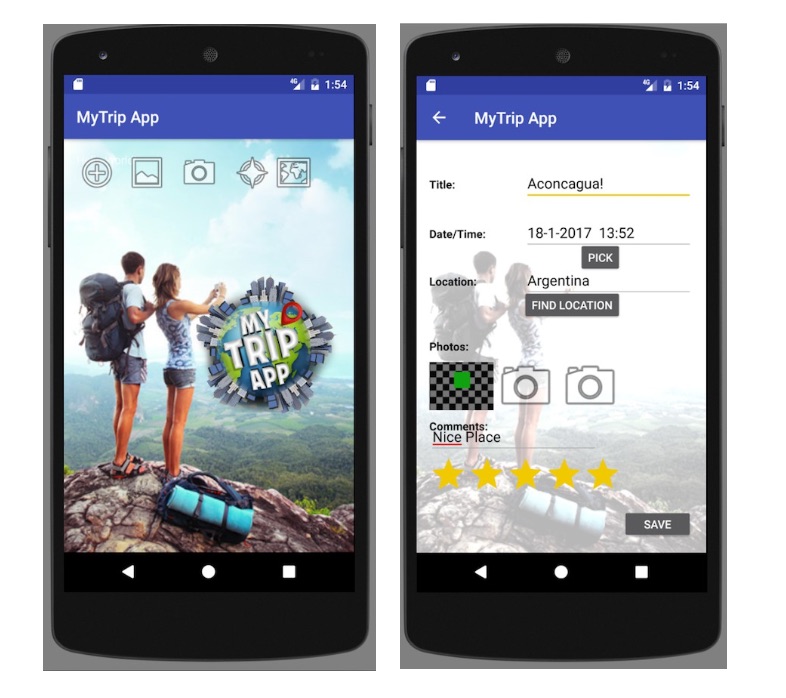 4G 1:54
MyTrip App
MY
TRIP
APP
4G 1:54
MyTrip App
Title: Aconcagua!
Date/Time: 18-1-2017 13:52
PICK
Location: Argentina
FIND LOCATION
Photos:
Comments:
Nice Place
SAVE